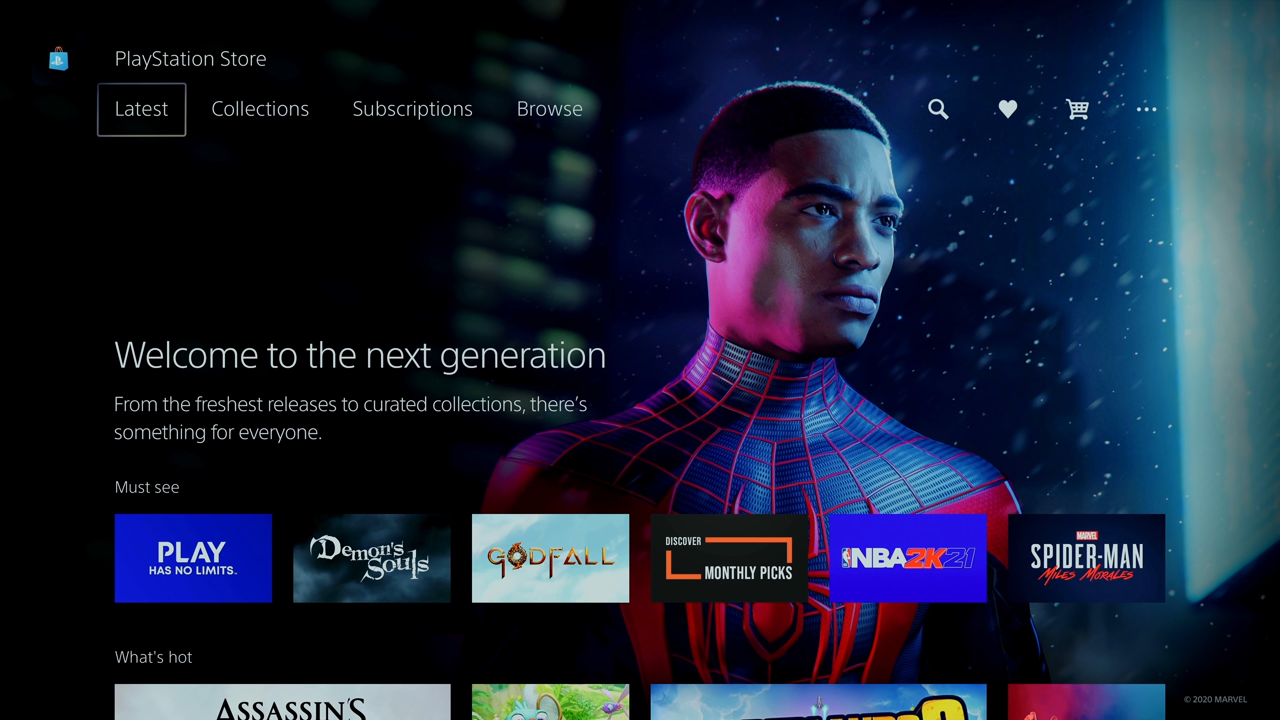 PlayStation Store
Latest
Collections
Subscriptions
Browse
Welcome to the next generation
From the freshest releases to curated collections, there's
something for everyone.
Must see
PLAY
HAS NO LIMITS™
Demon's
Souls
GODFALL
DISCOVER
MONTHLY PICKS
NBA2K21
MARVEL
SPIDER-MAN
MILES MORALES
What's hot
ASSASSIN'S
© 2020 MARVEL